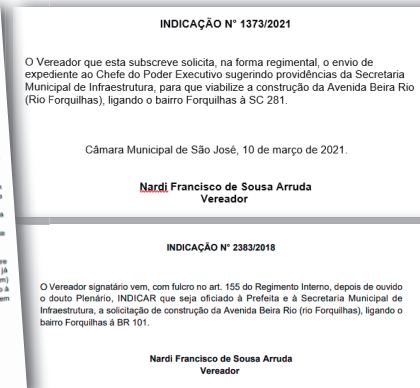 INDICAÇÃO N° 1373/2021
O Vereador que esta subscreve solicita, na forma regimental, o envio de
expediente ao Chefe do Poder Executivo sugerindo providências da Secretaria
Municipal de Infraestrutura, para que viabilize a construção da Avenida Beira Rio
(Rio Forquilhas), ligando o bairro Forquilhas à SC 281.
Câmara Municipal de São José, 10 de março de 2021.
Nardi Francisco de Sousa Arruda
Vereador
já
m)
o à
em
INDICAÇÃO N° 2383/2018
O Vereador signatário vem, com fulcro no art. 155 do Regimento Interno, depois de ouvido
o douto Plenário, INDICAR que seja oficiado à Prefeita e à Secretaria Municipal de
Infraestrutura, a solicitação de construção da Avenida Beira Rio (rio Forquilhas), ligando o
bairro Forquilhas á BR 101.
Nardi Francisco de Sousa Arruda
Vereador